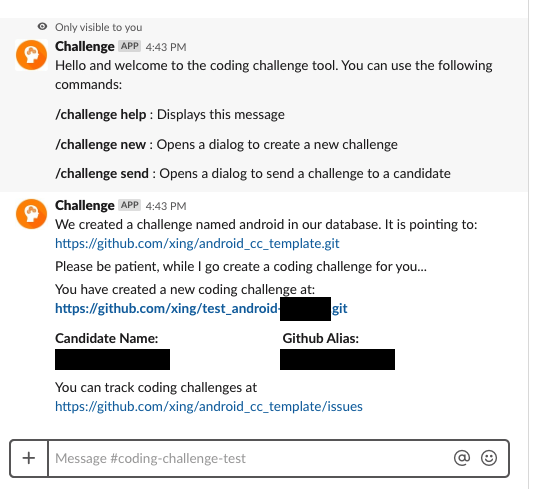 Only visible to you
Challenge APP 4:43 PM
Hello and welcome to the coding challenge tool. You can use the following
commands:
/challenge help : Displays this message
/challenge new : Opens a dialog to create a new challenge
/challenge send : Opens a dialog to send a challenge to a candidate
Challenge APP 4:43 PM
We created a challenge named android in our database. It is pointing to:
https://github.com/xing/android_cc_template.git
Please be patient, while I go create a coding challenge for you...
You have created a new coding challenge at:
https://github.com/xing/test_android- git
Candidate Name: Github Alias:
You can track coding challenges at
https://github.com/xing/android_cc_template/issues
Message #coding-challenge-test